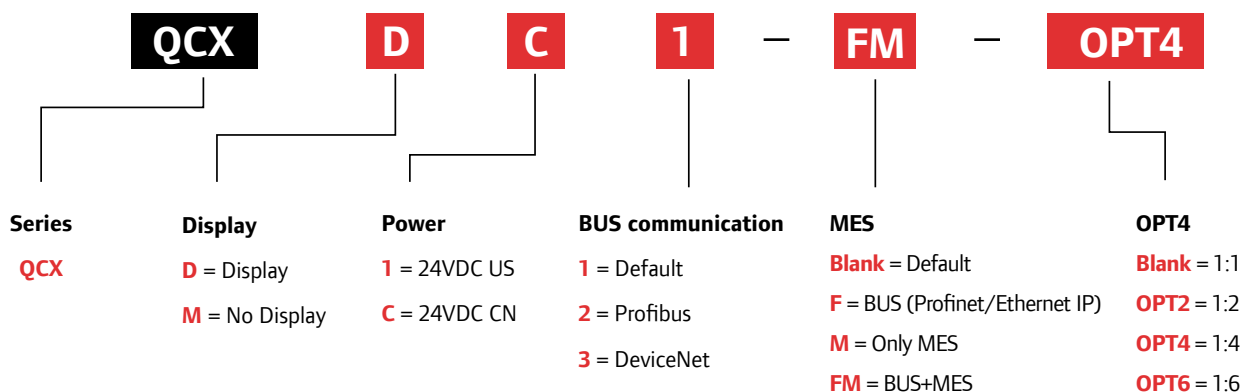 QCX D C 1 – FM – OPT4
Series
QCX
Display
D = Display
M = No Display
Power
1 = 24VDC US
C = 24VDC CN
BUS communication
1 = Default
2 = Profibus
3 = DeviceNet
MES
Blank = Default
F = BUS (Profinet/Ethernet IP)
M = Only MES
FM = BUS+MES
OPT4
Blank = 1:1
OPT2 = 1:2
OPT4 = 1:4
OPT6 = 1:6